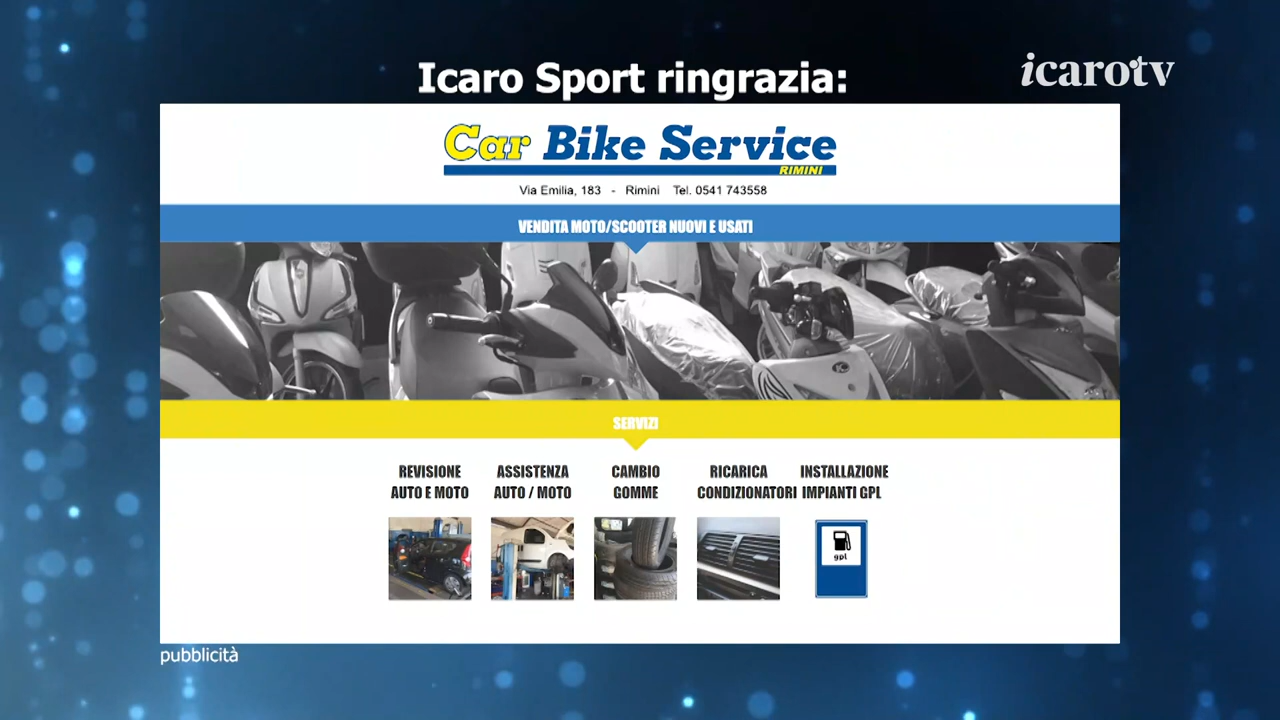 Icaro Sport ringrazia:
icarotv
Car Bike Service
RIMINI
Via Emilia, 183 - Rimini Tel. 0541 743558
VENDITA MOTO/SCOOTER NUOVI E USATI
SERVIZI
REVISIONE
AUTO E MOTO
ASSISTENZA
AUTO / MOTO
CAMBIO
GOMME
RICARICA
CONDIZIONATORI
INSTALLAZIONE
IMPIANTI GPL
gpl
pubblicità